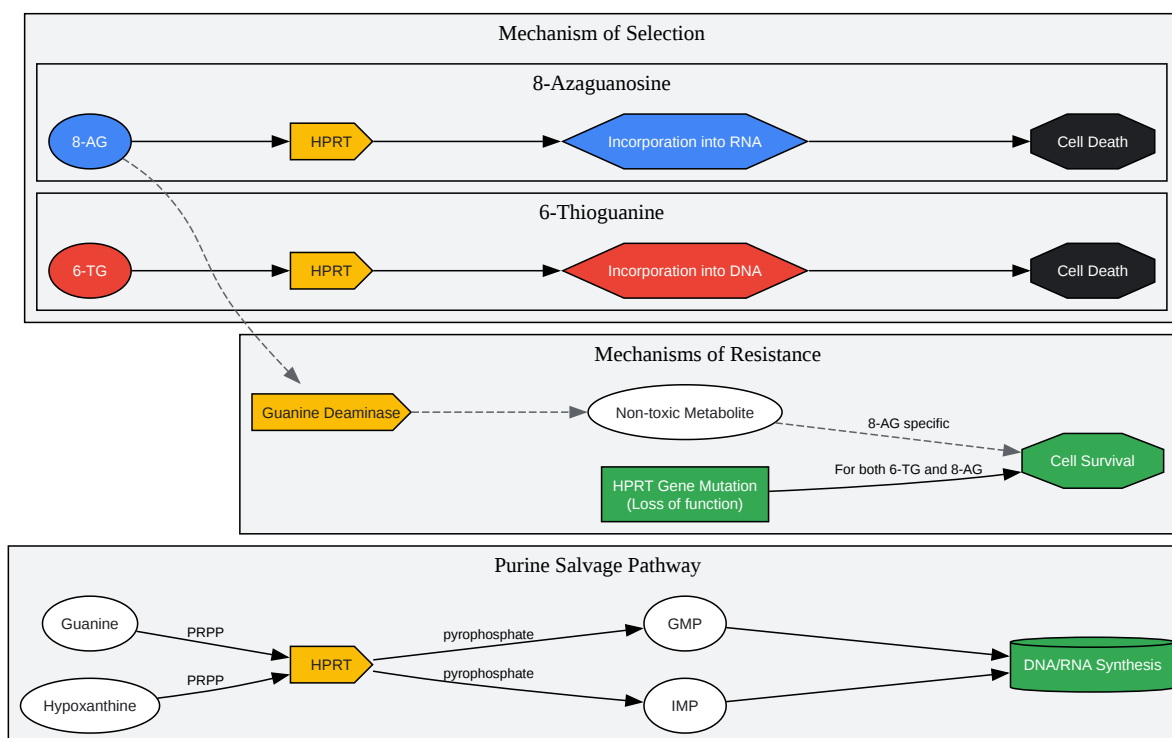 Mechanism of Selection
8-Azaguanosine
8-AG
HPRT
Incorporation into RNA
Cell Death
6-Thioguanine
6-TG
HPRT
Incorporation into DNA
Cell Death
Mechanisms of Resistance
Guanine Deaminase
Non-toxic Metabolite
8-AG specific
Cell Survival
For both 6-TG and 8-AG
HPRT Gene Mutation
(Loss of function)
Purine Salvage Pathway
Guanine
PRPP
HPRT
pyrophosphate
GMP
DNA/RNA Synthesis
Hypoxanthine
PRPP
pyrophosphate
IMP